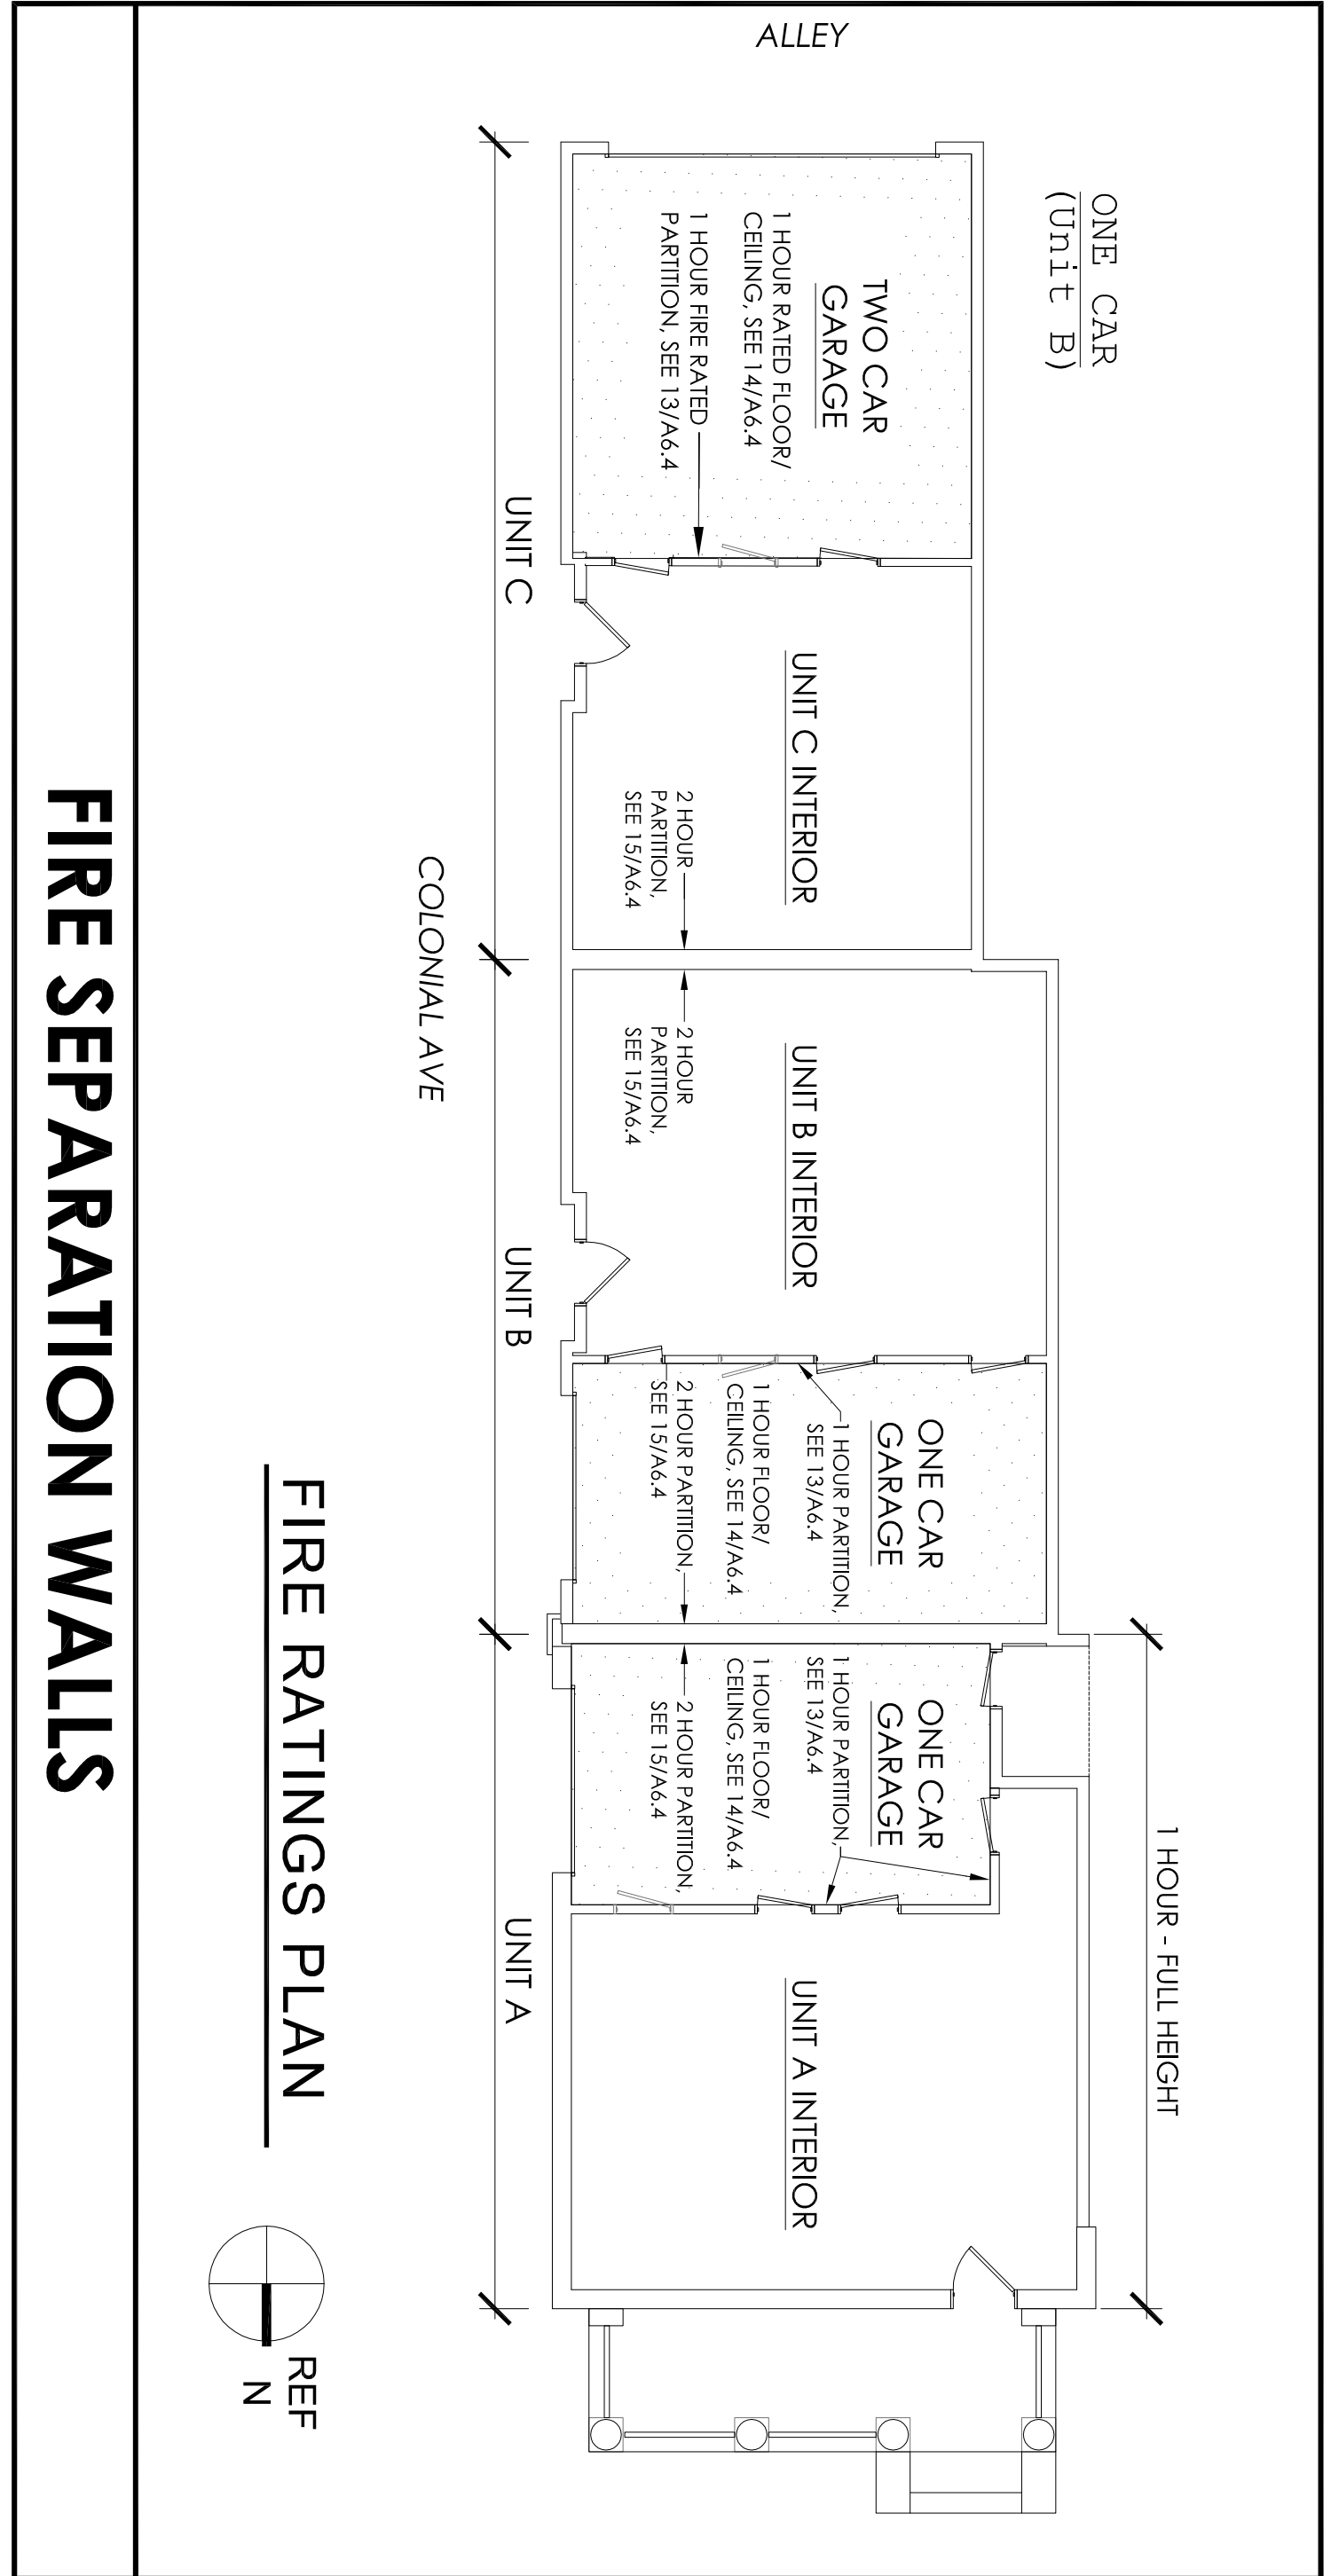 ALLEY
ONE CAR
(Unit B)
TWO CAR
GARAGE
1 HOUR RATED FLOOR/
CEILING, SEE 14/A6.4
1 HOUR FIRE RATED
PARTITION, SEE 13/A6.4
UNIT C
UNIT C INTERIOR
2 HOUR
PARTITION,
SEE 15/A6.4
COLONIAL AVE
UNIT B INTERIOR
2 HOUR
PARTITION,
SEE 15/A6.4
UNIT B
ONE CAR
GARAGE
1 HOUR PARTITION,
SEE 13/A6.4
1 HOUR FLOOR/
CEILING, SEE 14/A6.4
2 HOUR PARTITION,
SEE 15/A6.4
ONE CAR
GARAGE
1 HOUR PARTITION,
SEE 13/A6.4
1 HOUR FLOOR/
CEILING, SEE 14/A6.4
2 HOUR PARTITION,
SEE 15/A6.4
1 HOUR - FULL HEIGHT
UNIT A INTERIOR
UNIT A
FIRE RATINGS PLAN
REF
N
FIRE SEPARATION WALLS